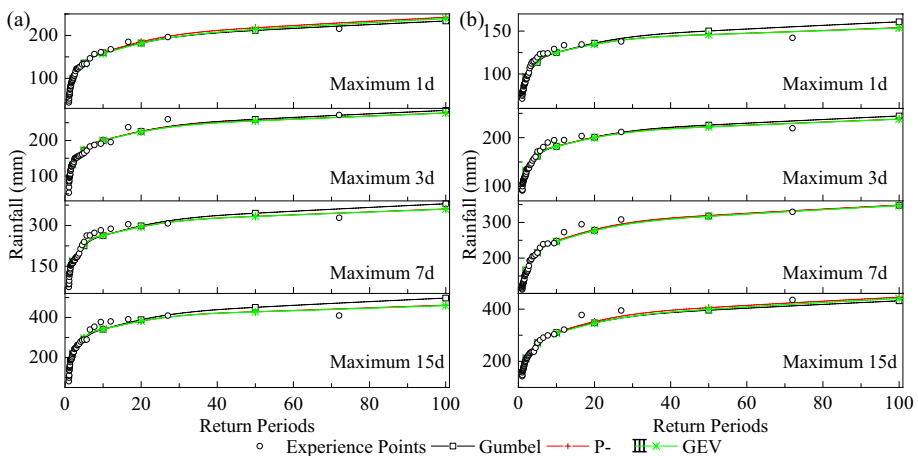 (a)
200
100
Maximum 1d
200
100
Maximum 3d
300
150
Maximum 7d
400
200
Maximum 15d
0 20 40 60 80 100
Return Periods
Rainfall (mm)
(b)
150
100
Maximum 1d
200
100
Maximum 3d
300
200
Maximum 7d
400
200
Maximum 15d
0 20 40 60 80 100
Return Periods
Rainfall (mm)
Experience Points Gumbel P-Ⅲ GEV